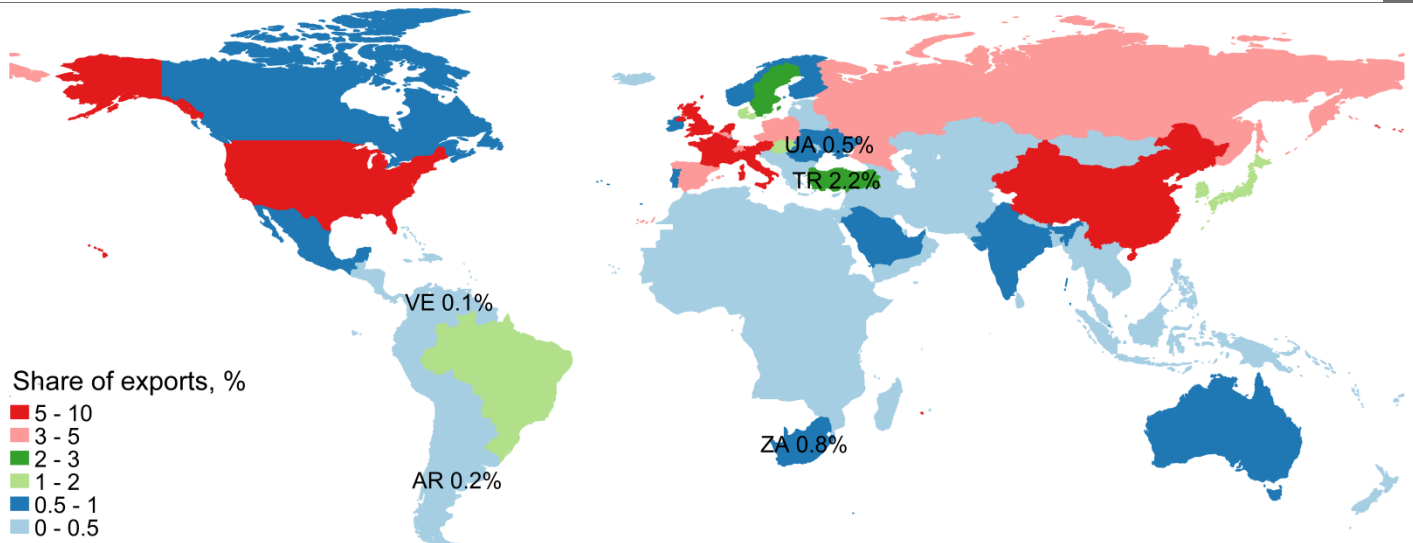 UA 0.5%
TR 2.2%
VE 0.1%
Share of exports, %
5 - 10
3 - 5
2 - 3
1 - 2
0.5 - 1
0 - 0.5
ZA 0.8%
AR 0.2%